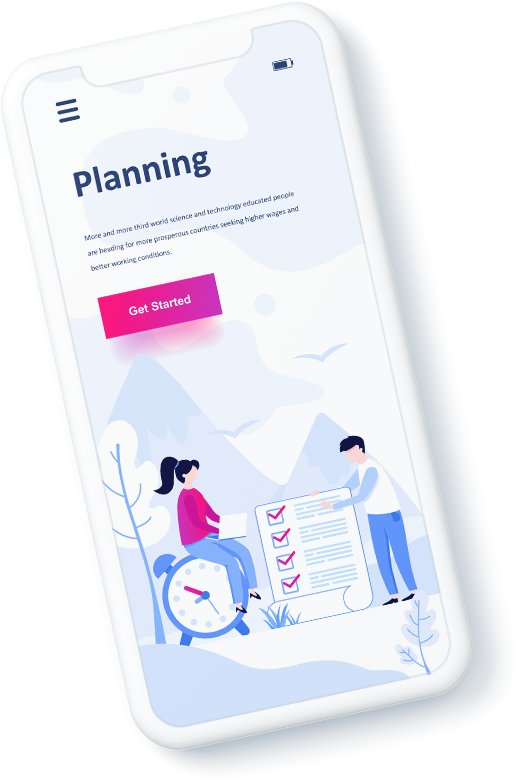 Planning
More and more third world science and technology educated people
are heading for more prosperous countries seeking higher wages and
better working conditions.
Get Started